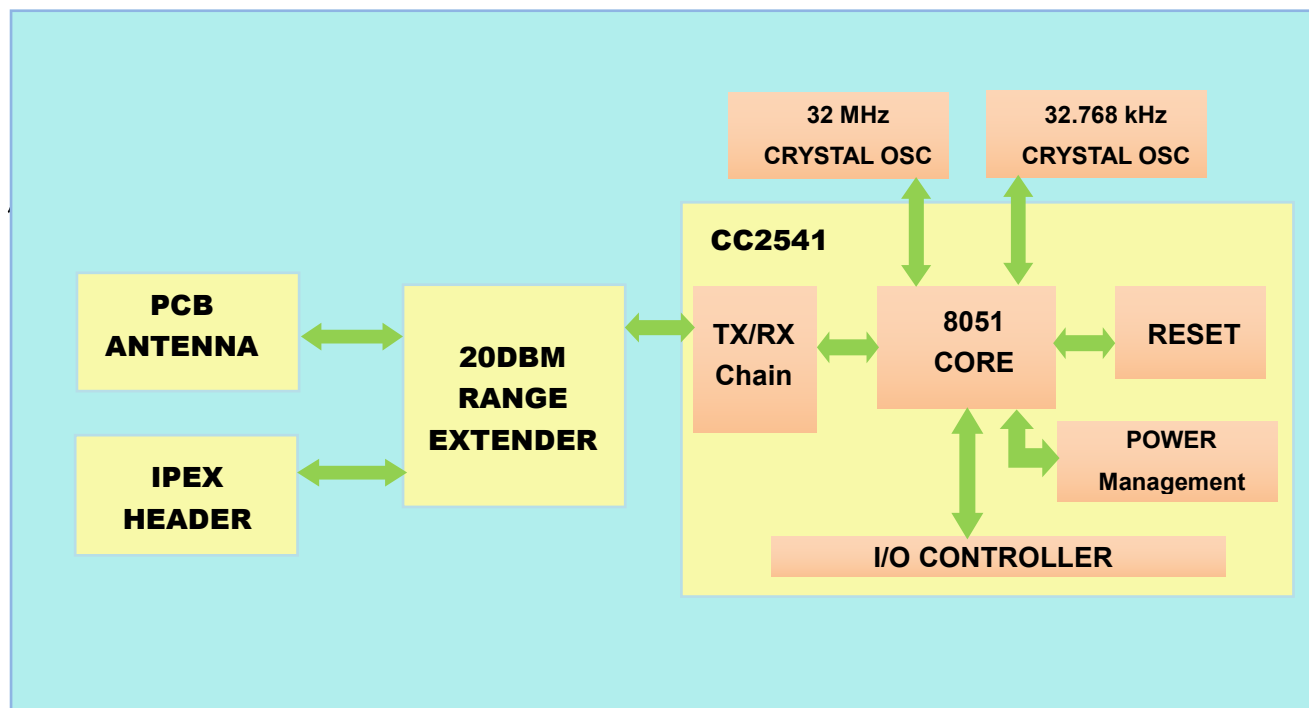 32 MHz
CRYSTAL OSC
32.768 kHz
CRYSTAL OSC
CC2541
PCB
ANTENNA
20DBM
RANGE
EXTENDER
TX/RX
Chain
8051
CORE
RESET
IPEX
HEADER
POWER
Management
I/O CONTROLLER